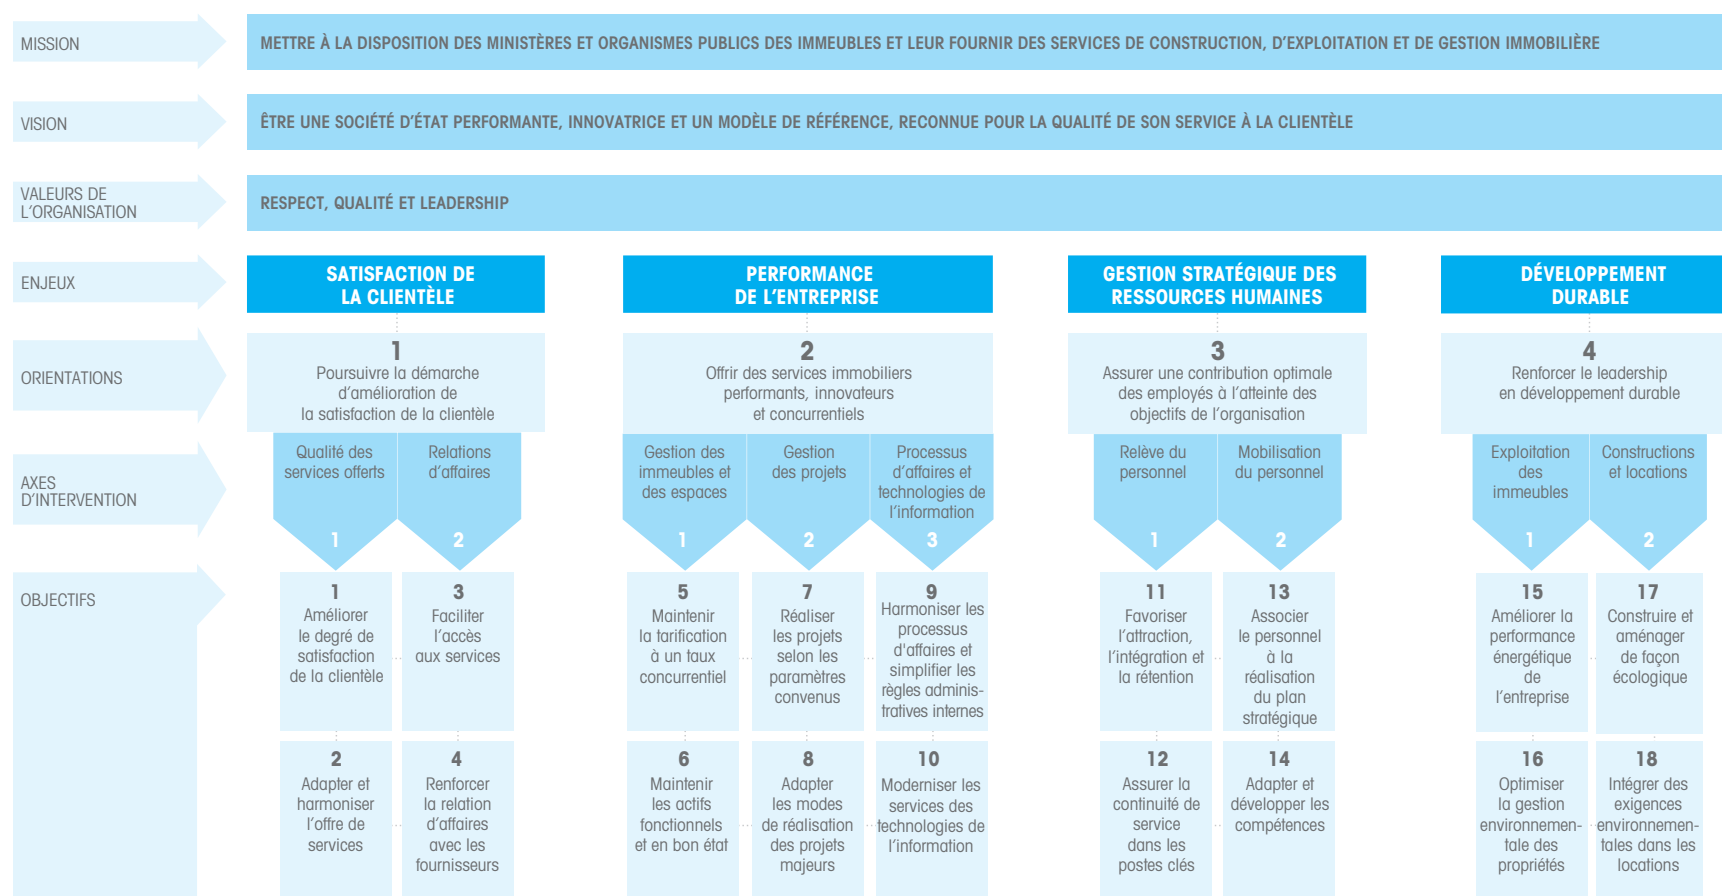 MISSION
METTRE À LA DISPOSITION DES MINISTÈRES ET ORGANISMES PUBLICS DES IMMEUBLES ET LEUR FOURNIR DES SERVICES DE CONSTRUCTION, D'EXPLOITATION ET DE GESTION IMMOBILIÈRE
VISION
ÊTRE UNE SOCIÉTÉ D'ÉTAT PERFORMANTE, INNOVATRICE ET UN MODÈLE DE RÉFÉRENCE, RECONNUE POUR LA QUALITÉ DE SON SERVICE À LA CLIENTÈLE
VALEURS DE
L'ORGANISATION
RESPECT, QUALITÉ ET LEADERSHIP
ENJEUX
SATISFACTION DE
LA CLIENTÈLE
PERFORMANCE
DE L'ENTREPRISE
GESTION STRATÉGIQUE DES
RESSOURCES HUMAINES
DÉVELOPPEMENT
DURABLE
ORIENTATIONS
1
Poursuivre la démarche
d'amélioration de
la satisfaction de la clientèle
2
Offrir des services immobiliers
performants, innovateurs
et concurrentiels
3
Assurer une contribution optimale
des employés à l'atteinte des
objectifs de l'organisation
4
Renforcer le leadership
en développement durable
AXES
D'INTERVENTION
Qualité des
services offerts
1
Relations
d'affaires
2
Gestion des
immeubles et
des espaces
1
Gestion
des projets
2
Processus
d'affaires et
technologies de
l'information
3
Relève du
personnel
1
Mobilisation
du personnel
2
Exploitation
des
immeubles
1
Constructions
et locations
2
OBJECTIFS
1
Améliorer
le degré de
satisfaction
de la clientèle
3
Faciliter
l'accès
aux services
5
Maintenir
la tarification
à un taux
concurrentiel
7
Réaliser
les projets
selon les
paramètres
convenus
9
Harmoniser les
processus
d'affaires et
simplifier les
règles adminis-
tratives internes
11
Favoriser
l'attraction,
l'intégration et
la rétention
13
Associer
le personnel
à la
réalisation
du plan
stratégique
15
Améliorer la
performance
énergétique
de
l'entreprise
17
Construire et
aménager
de façon
écologique
2
Adapter et
harmoniser
l'offre de
services
4
Renforcer
la relation
d'affaires
avec les
fournisseurs
6
Maintenir
les actifs
fonctionnels
et en bon état
8
Adapter
les modes
de réalisation
des projets
majeurs
10
Moderniser les
services des
technologies de
l'information
12
Assurer la
continuité de
service
dans les
postes clés
14
Adapter et
développer les
compétences
16
Optimiser
la gestion
environnemen-
tale des
propriétés
18
Intégrer des
exigences
environnemen-
tales dans les
locations